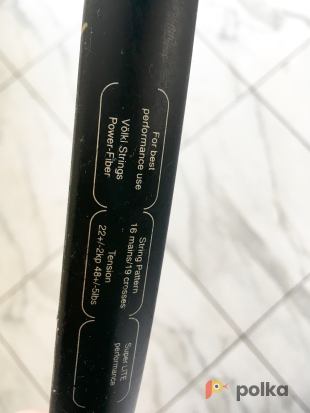 For best
performance use
Völkl Strings
Power-Fiber
String Pattern
16 mains/19 crosses
Tension
22+/-2kp 48+/-5lbs
Super LITE
performance
polka